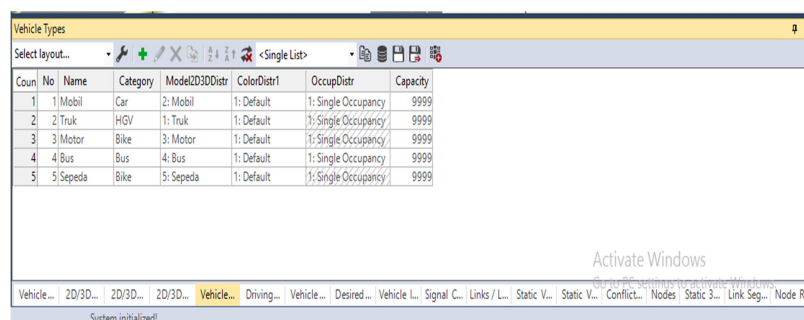 Vehicle Types
Select layout... <Single List>
Coun No Name Category Model2D3DDistr ColorDistr1 OccupDistr Capacity
1 1 Mobil Car 2: Mobil 1: Default 1: Single Occupancy 9999
2 2 Truk HGV 1: Truk 1: Default 1: Single Occupancy 9999
3 3 Motor Bike 3: Motor 1: Default 1: Single Occupancy 9999
4 4 Bus Bus 4: Bus 1: Default 1: Single Occupancy 9999
5 5 Sepeda Bike 5: Sepeda 1: Default 1: Single Occupancy 9999
Activate Windows
Go to PC settings to activate Windows.
Vehicle... 2D/3D... 2D/3D... 2D/3D... Vehicle... Driving... Vehicle... Desired... Vehicle I... Signal C... Links / L... Static V... Static V... Conflict... Nodes Static 3... Link Seg... Node R
System initialized!